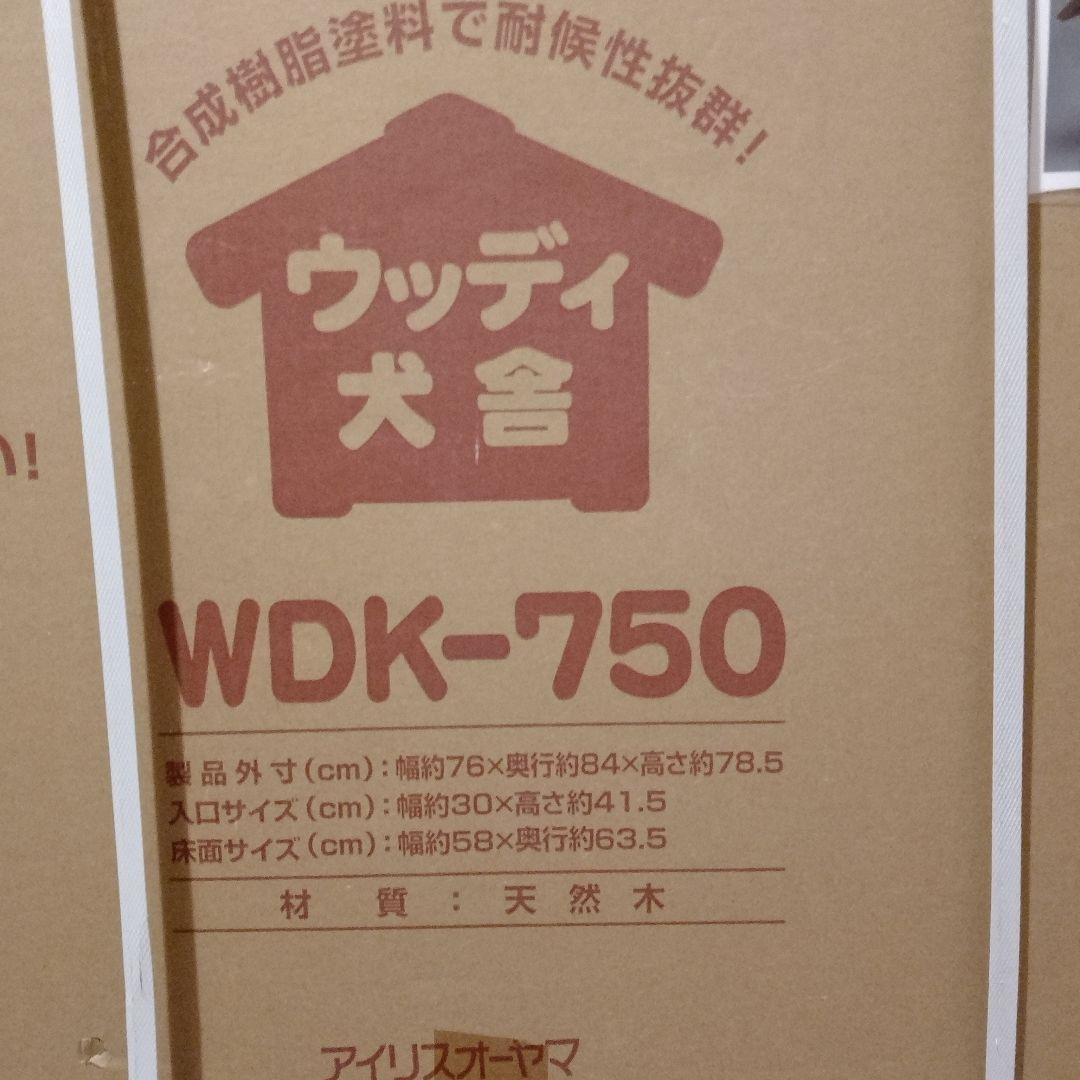 合成樹脂塗料で耐候性抜群!
ウッディ
犬舎
WDK-750
製品外寸(cm):幅約76×奥行約84×高さ約78.5
入口サイズ(cm):幅約30×高さ約41.5
床面サイズ(cm):幅約58×奥行約63.5
材質:天然木
アイリスオーヤマ